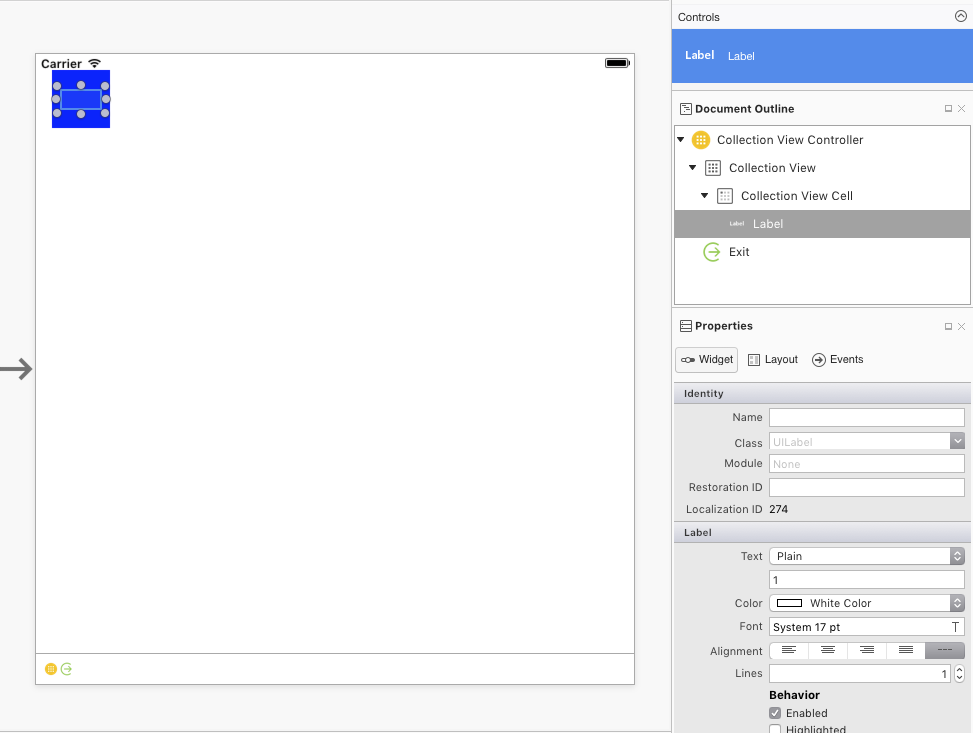 Carrier
Controls
Label Label
Document Outline
Collection View Controller
Collection View
Collection View Cell
Label Label
Exit
Properties
Widget Layout Events
Identity
Name
Class UILabel
Module None
Restoration ID
Localization ID 274
Label
Text Plain
1
Color White Color
Font System 17 pt T
Alignment
Lines 1
Behavior
Enabled
Highlighted